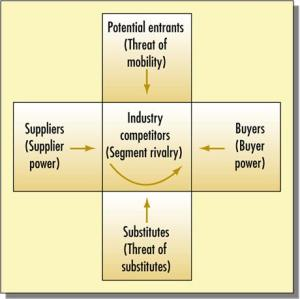 Potential entrants
(Threat of
mobility)
Suppliers
(Supplier
power)
Industry
competitors
(Segment rivalry)
Buyers
(Buyer
power)
Substitutes
(Threat of
substitutes)